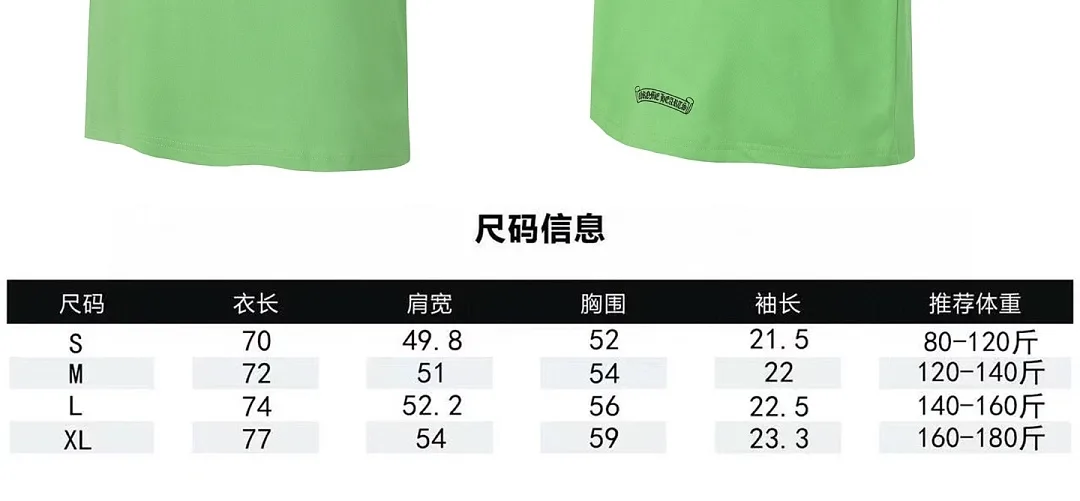 CHROME HEARTS
尺码信息
尺码 衣长 肩宽 胸围 袖长 推荐体重
S 70 49.8 52 21.5 80-120斤
M 72 51 54 22 120-140斤
L 74 52.2 56 22.5 140-160斤
XL 77 54 59 23.3 160-180斤